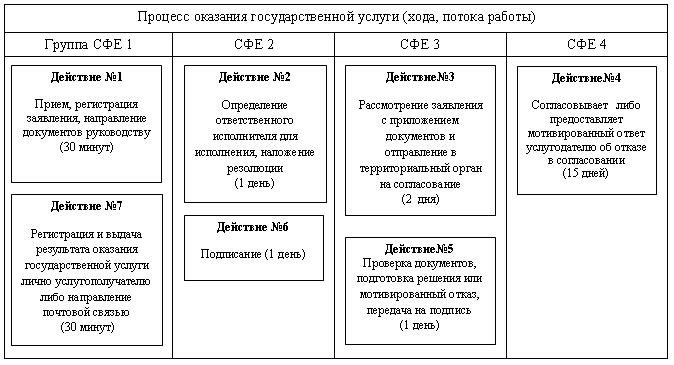 Процесс оказания государственной услуги (хода, потока работы)
Группа СФЕ 1
СФЕ 2
СФЕ 3
СФЕ 4
Действие №1
Прием, регистрация
заявления, направление
документов руководству
(30 минут)
Действие №7
Регистрация и выдача
результата оказания
государственной услуги
лично услугополучателю
либо направление
почтовой связью
(30 минут)
Действие №2
Определение
ответственного
исполнителя для
исполнения, наложение
резолюции
(1 день)
Действие №6
Подписание (1 день)
Действие№3
Рассмотрение заявления
с приложением
документов и
отправление в
территориальный орган
на согласование
(2 дня)
Действие№5
Проверка документов,
подготовка решения или
мотивированный отказ,
передача на подпись
(1 день)
Действие№4
Согласовывает либо
предоставляет
мотивированный ответ
услугодателю об отказе
в согласовании
(15 дней)